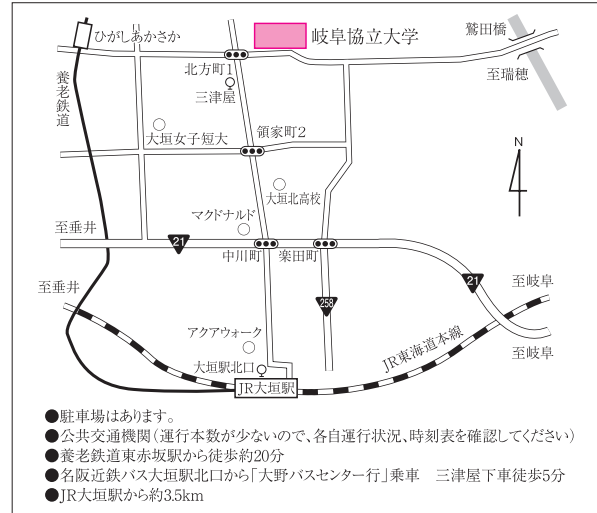 岐阜協立大学
鷲田橋
ひがしあかさか
至瑞穂
北方町1
養老鉄道
三津屋
領家町2
大垣女子短大
N
大垣北高校
マクドナルド
至垂井
21
中川町
楽田町
21
至岐阜
至垂井
258
アクアウォーク
JR東海道本線
至岐阜
大垣駅北口
JR大垣駅
●駐車場はあります。
●公共交通機関(運行本数が少ないので、各自運行状況、時刻表を確認してください)
●養老鉄道東赤坂駅から徒歩約20分
●名阪近鉄バス大垣駅北口から「大野バスセンター行」乗車　三津屋下車徒歩5分
●JR大垣駅から約3.5km